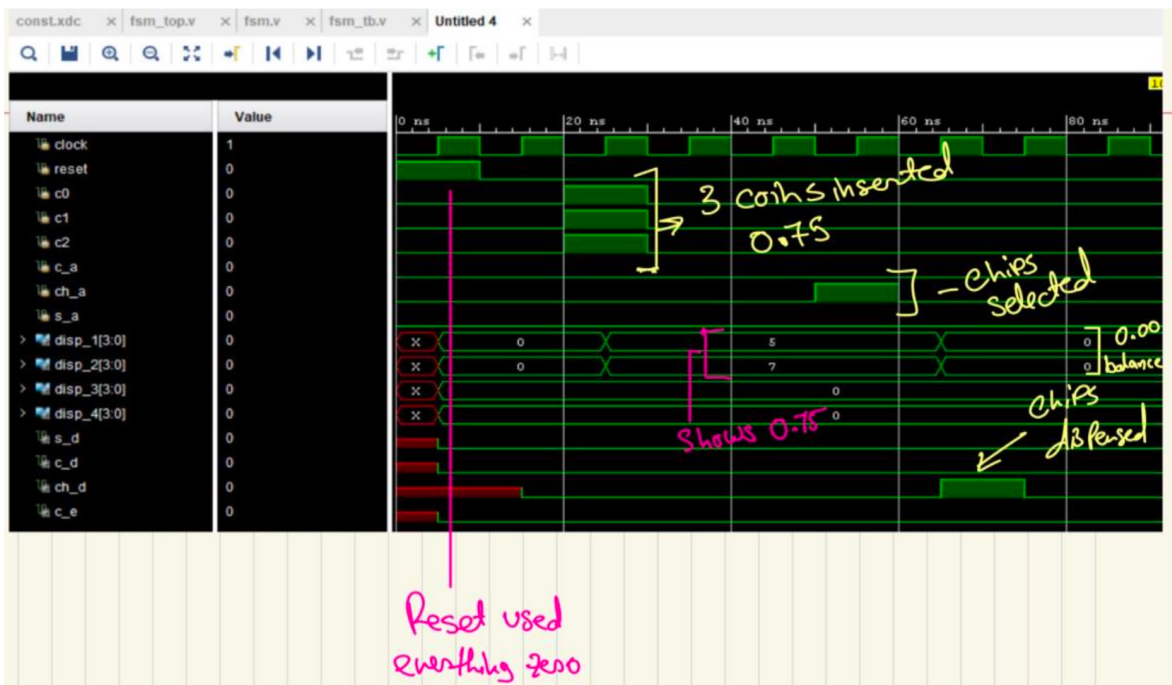 const.xdc × fsm_top.v × fsm.v × fsm_tb.v × Untitled 4 ×
10
Name Value
0 ns 20 ns 40 ns 60 ns 80 ns
clock 1
reset 0
c0 0
c1 0
c2 0
c_a 0
ch_a 0
s_a 0
disp_1[3:0] 0 X 0 5 0
disp_2[3:0] 0 X 0 7 0
disp_3[3:0] 0 X 0
disp_4[3:0] 0 X 0
s_d 0
c_d 0
ch_d 0
c_e 0
3 coins inserted
0.75
- Chips
selected
0.00
balance
Shows 0.75
Chips
dispensed
Reset used
everthing zero